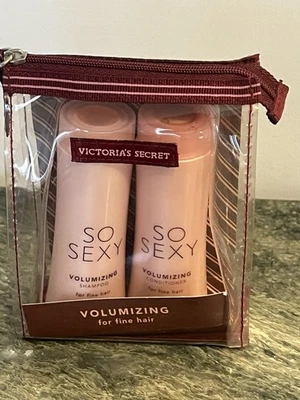 VICTORIA'S SECRET
SO
SEXY
VOLUMIZING
SHAMPOO
for fine hair
SO
SEXY
VOLUMIZING
CONDITIONER
for fine hair
VOLUMIZING
for fine hair